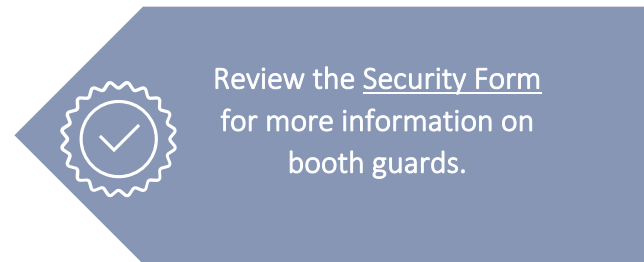 Review the Security Form
for more information on
booth guards.